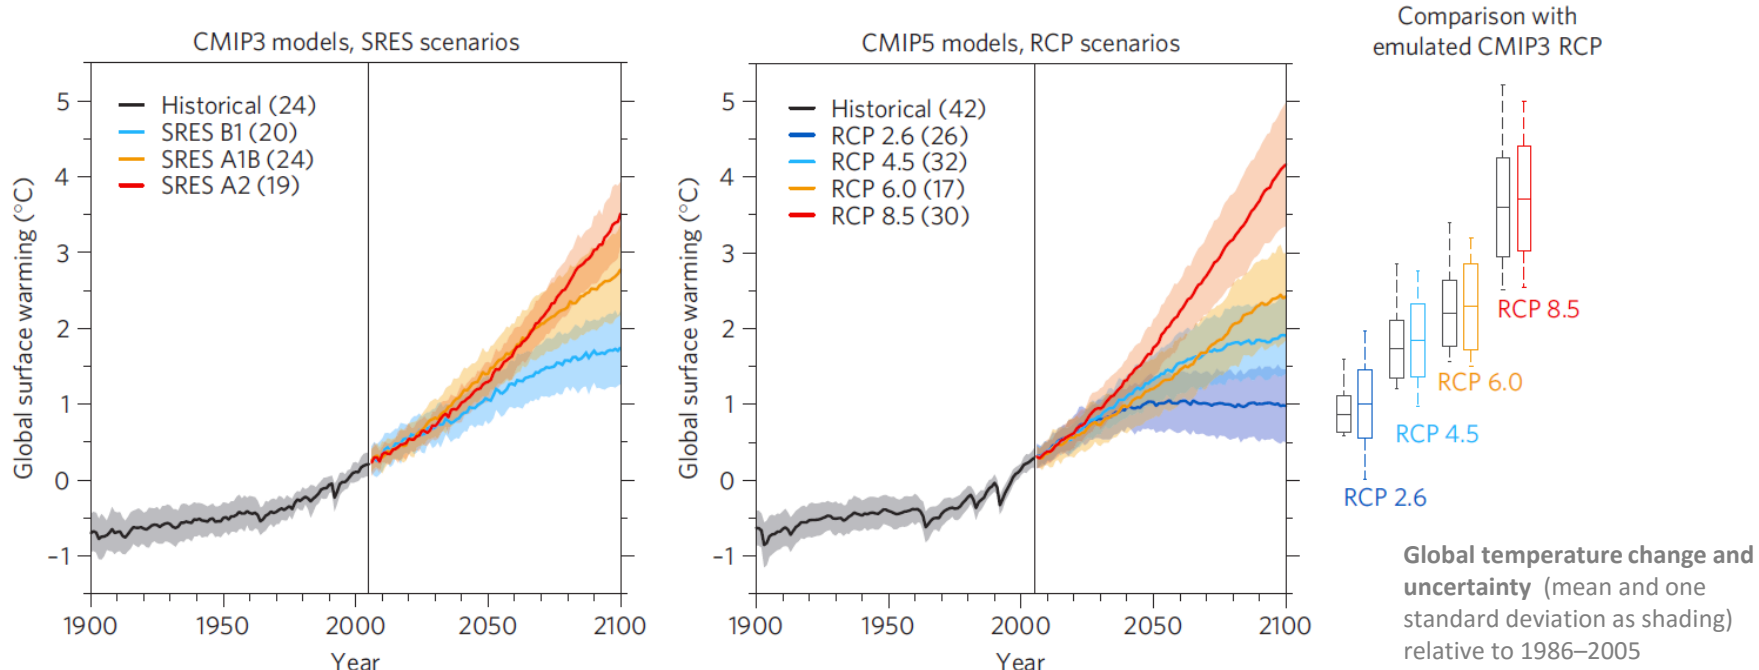 CMIP3 models, SRES scenarios
Global surface warming (°C)
5
4
3
2
1
0
−1
Historical (24)
SRES B1 (20)
SRES A1B (24)
SRES A2 (19)
1900
1950
2000
2050
2100
Year
CMIP5 models, RCP scenarios
Global surface warming (°C)
5
4
3
2
1
0
−1
Historical (42)
RCP 2.6 (26)
RCP 4.5 (32)
RCP 6.0 (17)
RCP 8.5 (30)
1900
1950
2000
2050
2100
Year
Comparison with
emulated CMIP3 RCP
RCP 8.5
RCP 6.0
RCP 4.5
RCP 2.6
Global temperature change and
uncertainty (mean and one
standard deviation as shading)
relative to 1986–2005